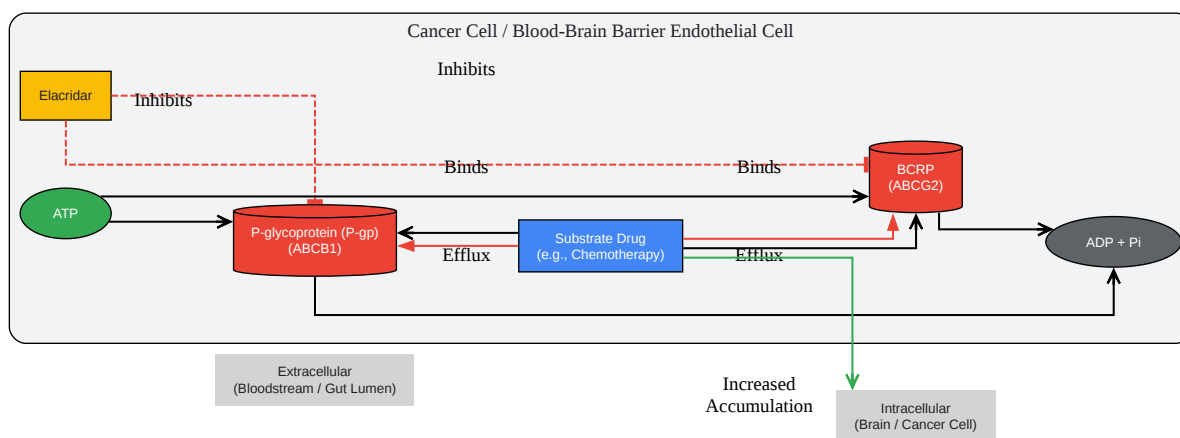 Cancer Cell / Blood-Brain Barrier Endothelial Cell
Inhibits
Elacridar
Inhibits
Binds
Binds
BCRP
(ABCG2)
ATP
P-glycoprotein (P-gp)
(ABCB1)
Efflux
Substrate Drug
(e.g., Chemotherapy)
Efflux
ADP + Pi
Extracellular
(Bloodstream / Gut Lumen)
Increased
Accumulation
Intracellular
(Brain / Cancer Cell)